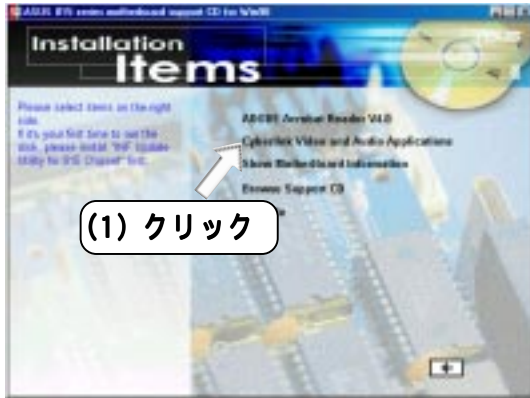 ASUS 815 series motherboard support CD for Win98
Installation
Items
Please select items on the right
side.
If it's your first time to use the
disk, please install "INF Update
Utility for 815 Chipset" first.
ADOBE Acrobat Reader V4.0
Cyberlink Video and Audio Applications
Show Motherboard Information
Browse Support CD
(1) クリック